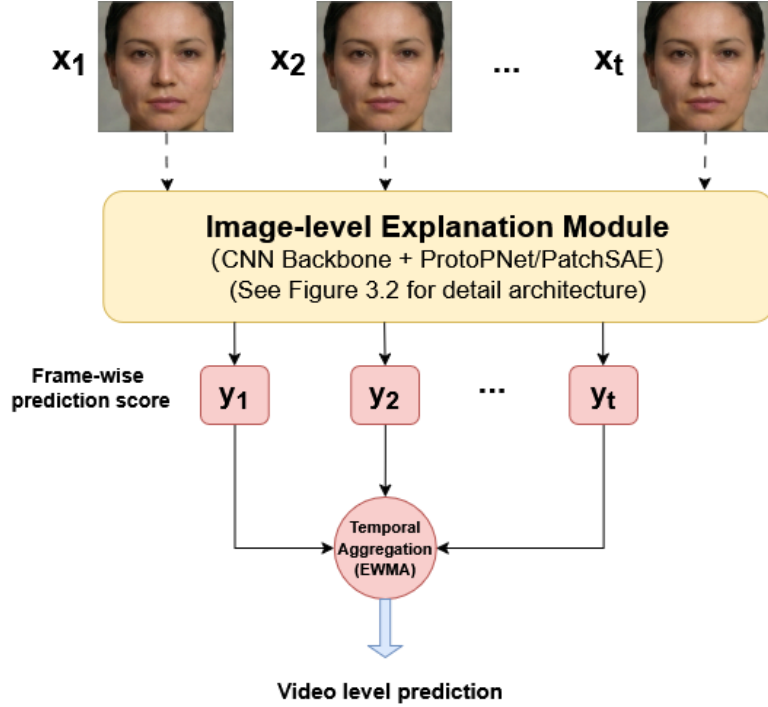 x1 x2 ... xt
Image-level Explanation Module
(CNN Backbone + ProtoPNet/PatchSAE)
(See Figure 3.2 for detail architecture)
Frame-wise
prediction score
y1 y2 ... yt
Temporal
Aggregation
(EWMA)
Video level prediction